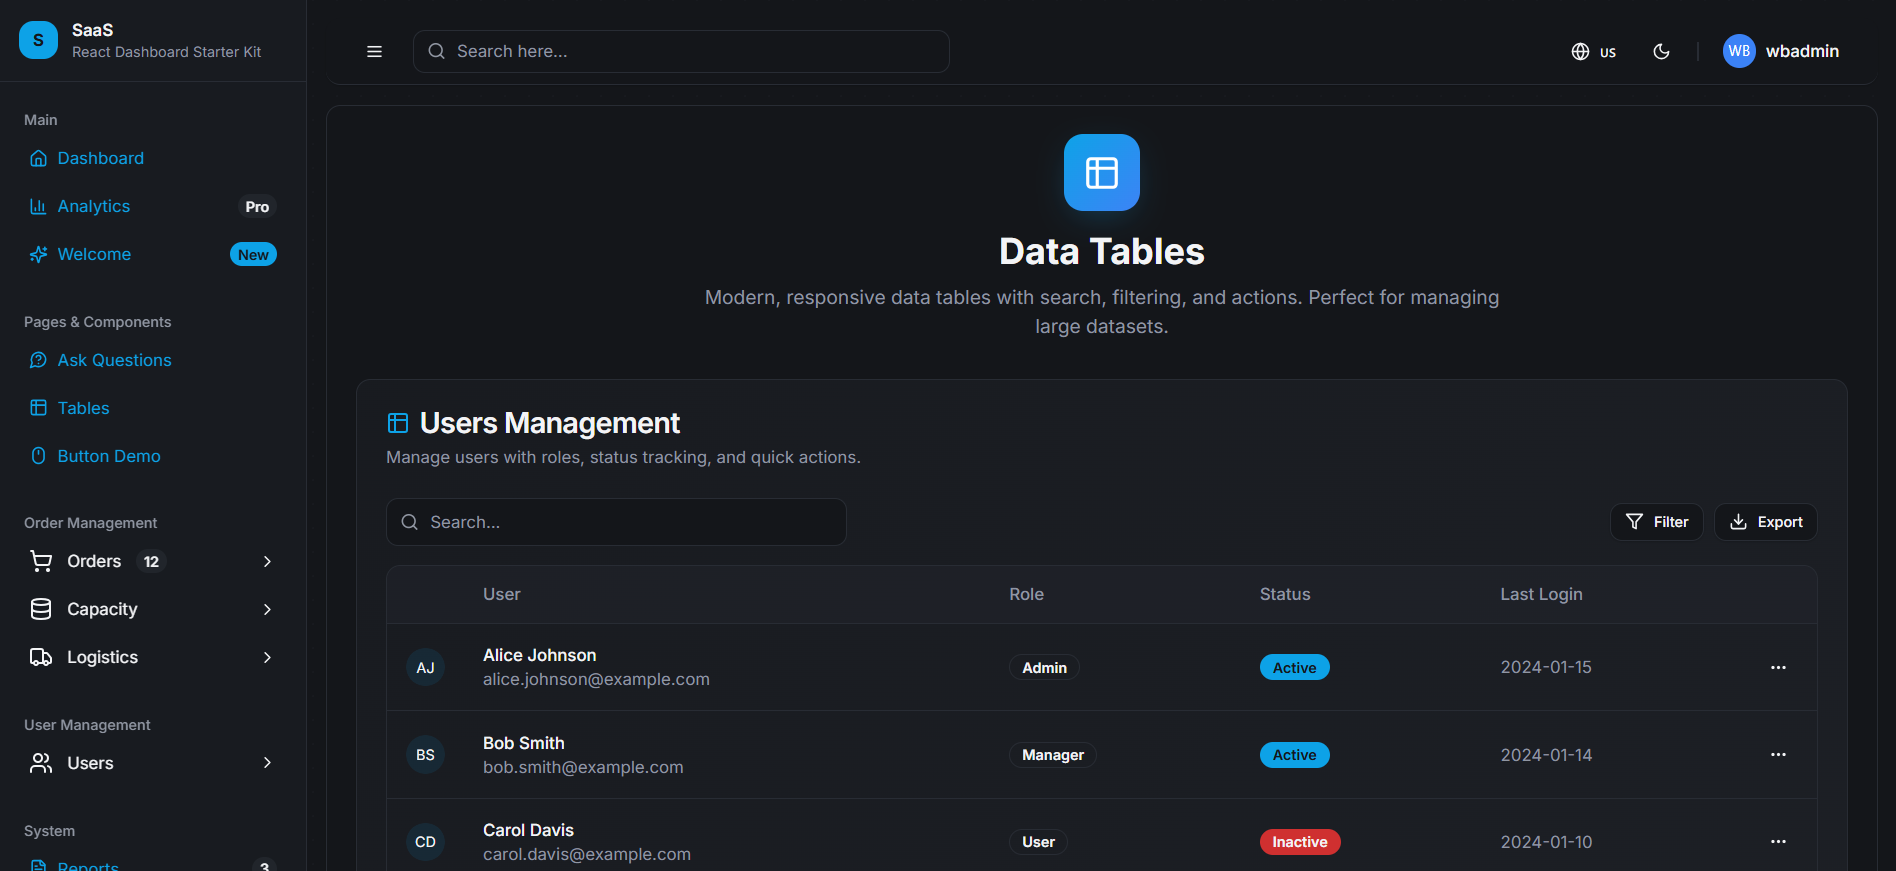 S
SaaS
React Dashboard Starter Kit
Search here...
US
WB
wbadmin
Main
Dashboard
Analytics
Pro
Welcome
New
Pages & Components
Ask Questions
Tables
Button Demo
Order Management
Orders
12
Capacity
Logistics
User Management
Users
System
Reports
3
Data Tables
Modern, responsive data tables with search, filtering, and actions. Perfect for managing
large datasets.
Users Management
Manage users with roles, status tracking, and quick actions.
Search...
Filter
Export
User Role Status Last Login
AJ
Alice Johnson
alice.johnson@example.com
Admin
Active
2024-01-15
BS
Bob Smith
bob.smith@example.com
Manager
Active
2024-01-14
CD
Carol Davis
carol.davis@example.com
User
Inactive
2024-01-10